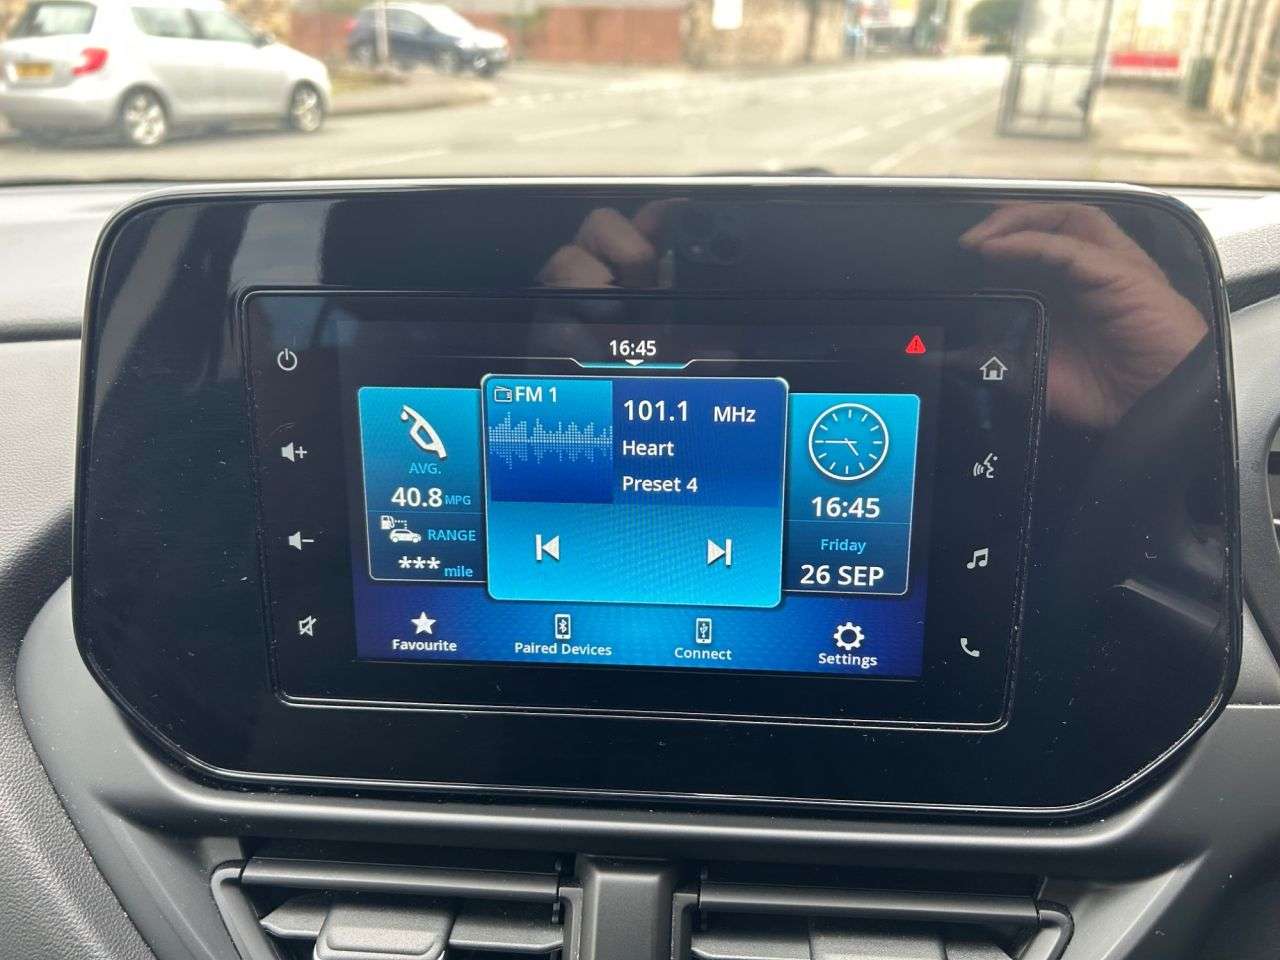 16:45
FM 1
101.1 MHz
Heart
Preset 4
AVG.
40.8 MPG
RANGE
*** mile
16:45
Friday
26 SEP
Favourite
Paired Devices
Connect
Settings